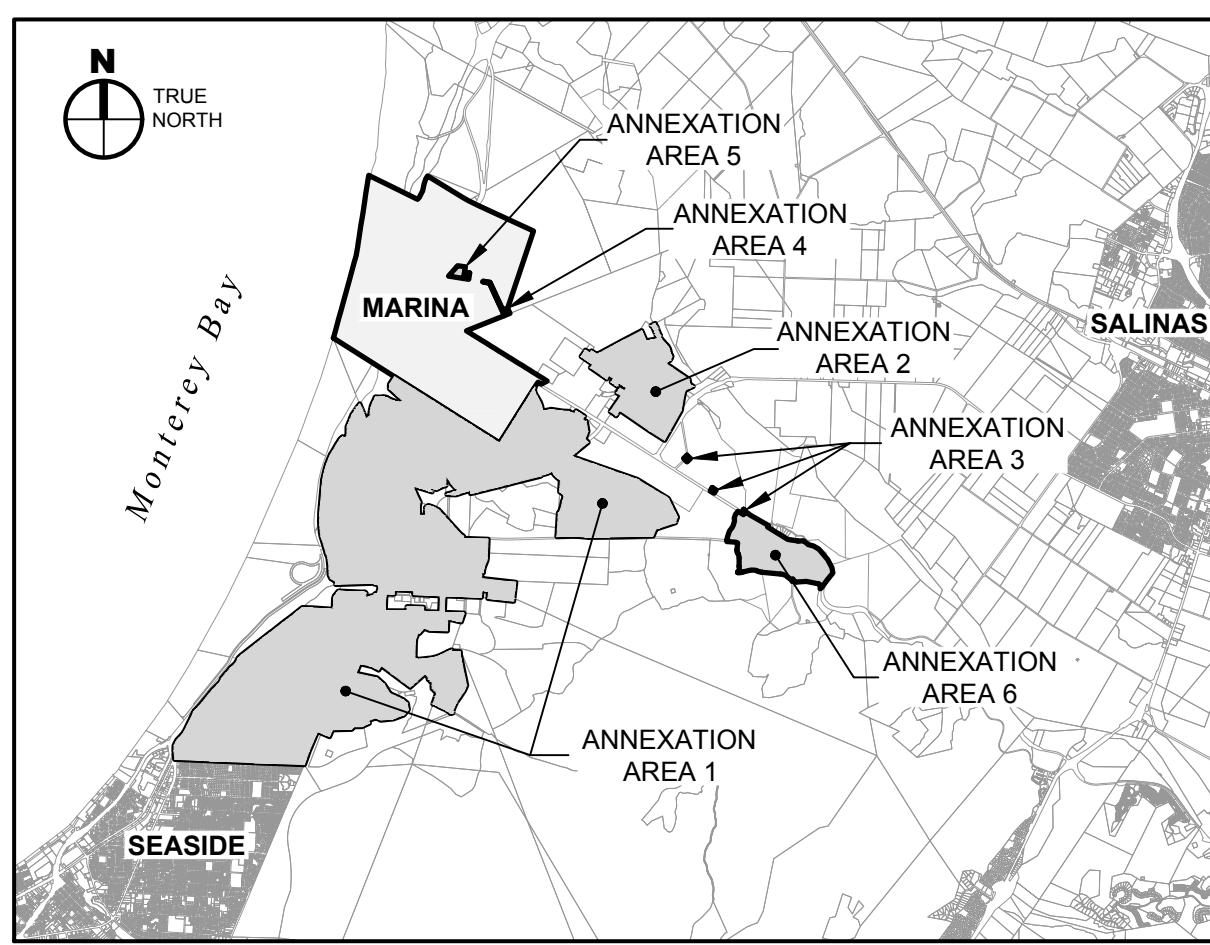 N
TRUE
NORTH
ANNEXATION
AREA 5
ANNEXATION
AREA 4
MARINA
SALINAS
ANNEXATION
AREA 2
Monterey Bay
ANNEXATION
AREA 3
ANNEXATION
AREA 6
ANNEXATION
AREA 1
SEASIDE